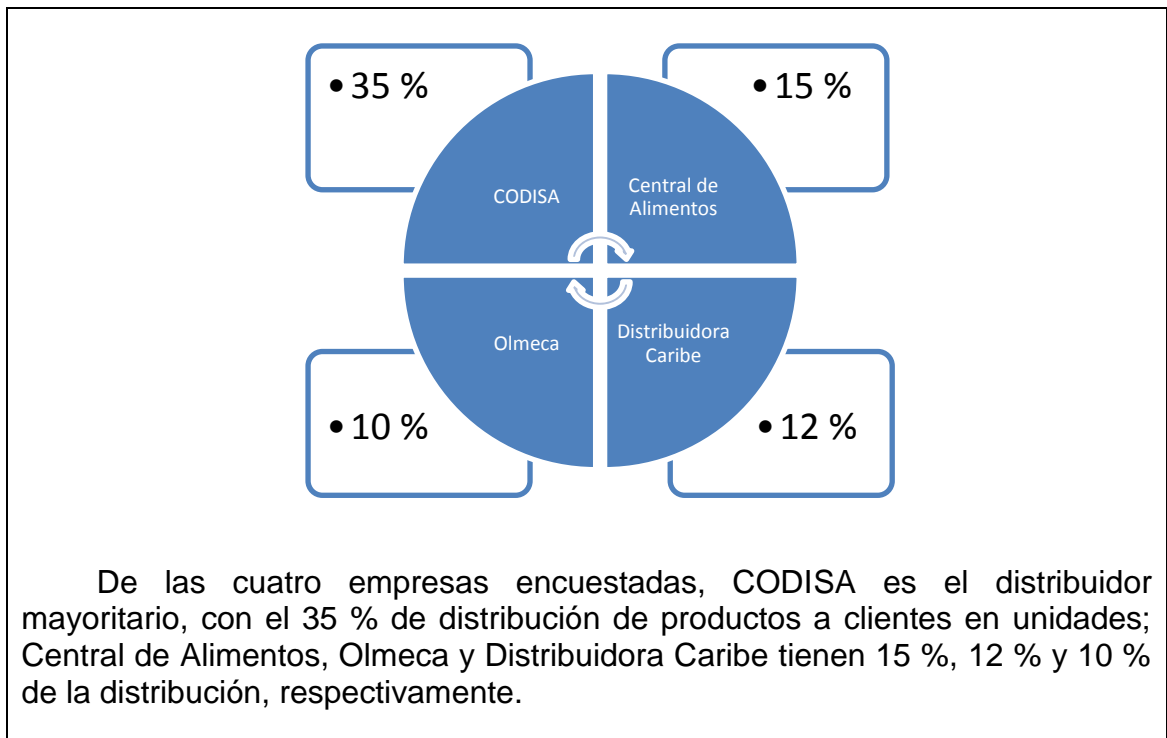 • 35 %
• 15 %
CODISA
Central de
Alimentos
Olmeca
Distribuidora
Caribe
• 10 %
• 12 %
De las cuatro empresas encuestadas, CODISA es el distribuidor
mayoritario, con el 35 % de distribución de productos a clientes en unidades;
Central de Alimentos, Olmeca y Distribuidora Caribe tienen 15 %, 12 % y 10 %
de la distribución, respectivamente.